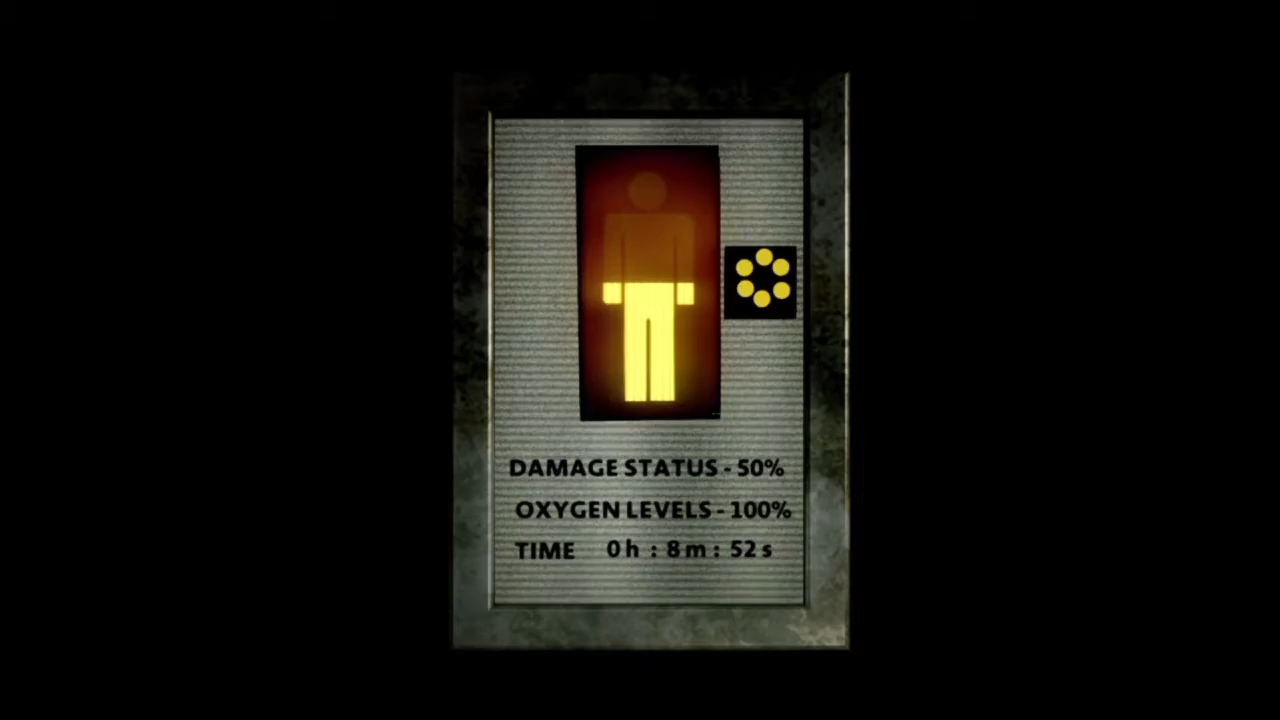 DAMAGE STATUS - 50%
OXYGEN LEVELS - 100%
TIME 0h : 8m : 52s